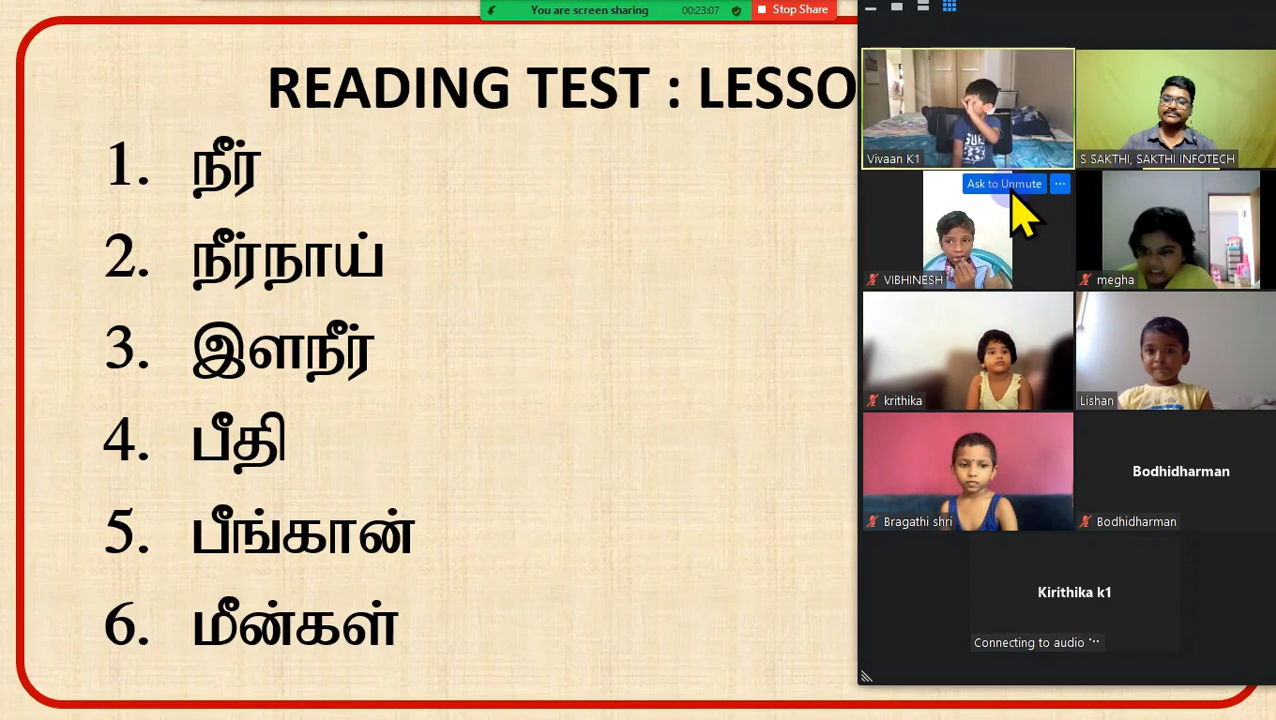 You are screen sharing 00:23:07 Stop Share
READING TEST : LESSO
1. நீர்
2. நீர்நாய்
3. இளநீர்
4. பீதி
5. பீங்கான்
6. மீன்கள்
Vivaan K1
S SAKTHI, SAKTHI INFOTECH
Ask to Unmute ...
VIBHINESH
megha
krithika
Lishan
Bragathi shri
Bodhidharman
Bodhidharman
Kirithika k1
Connecting to audio